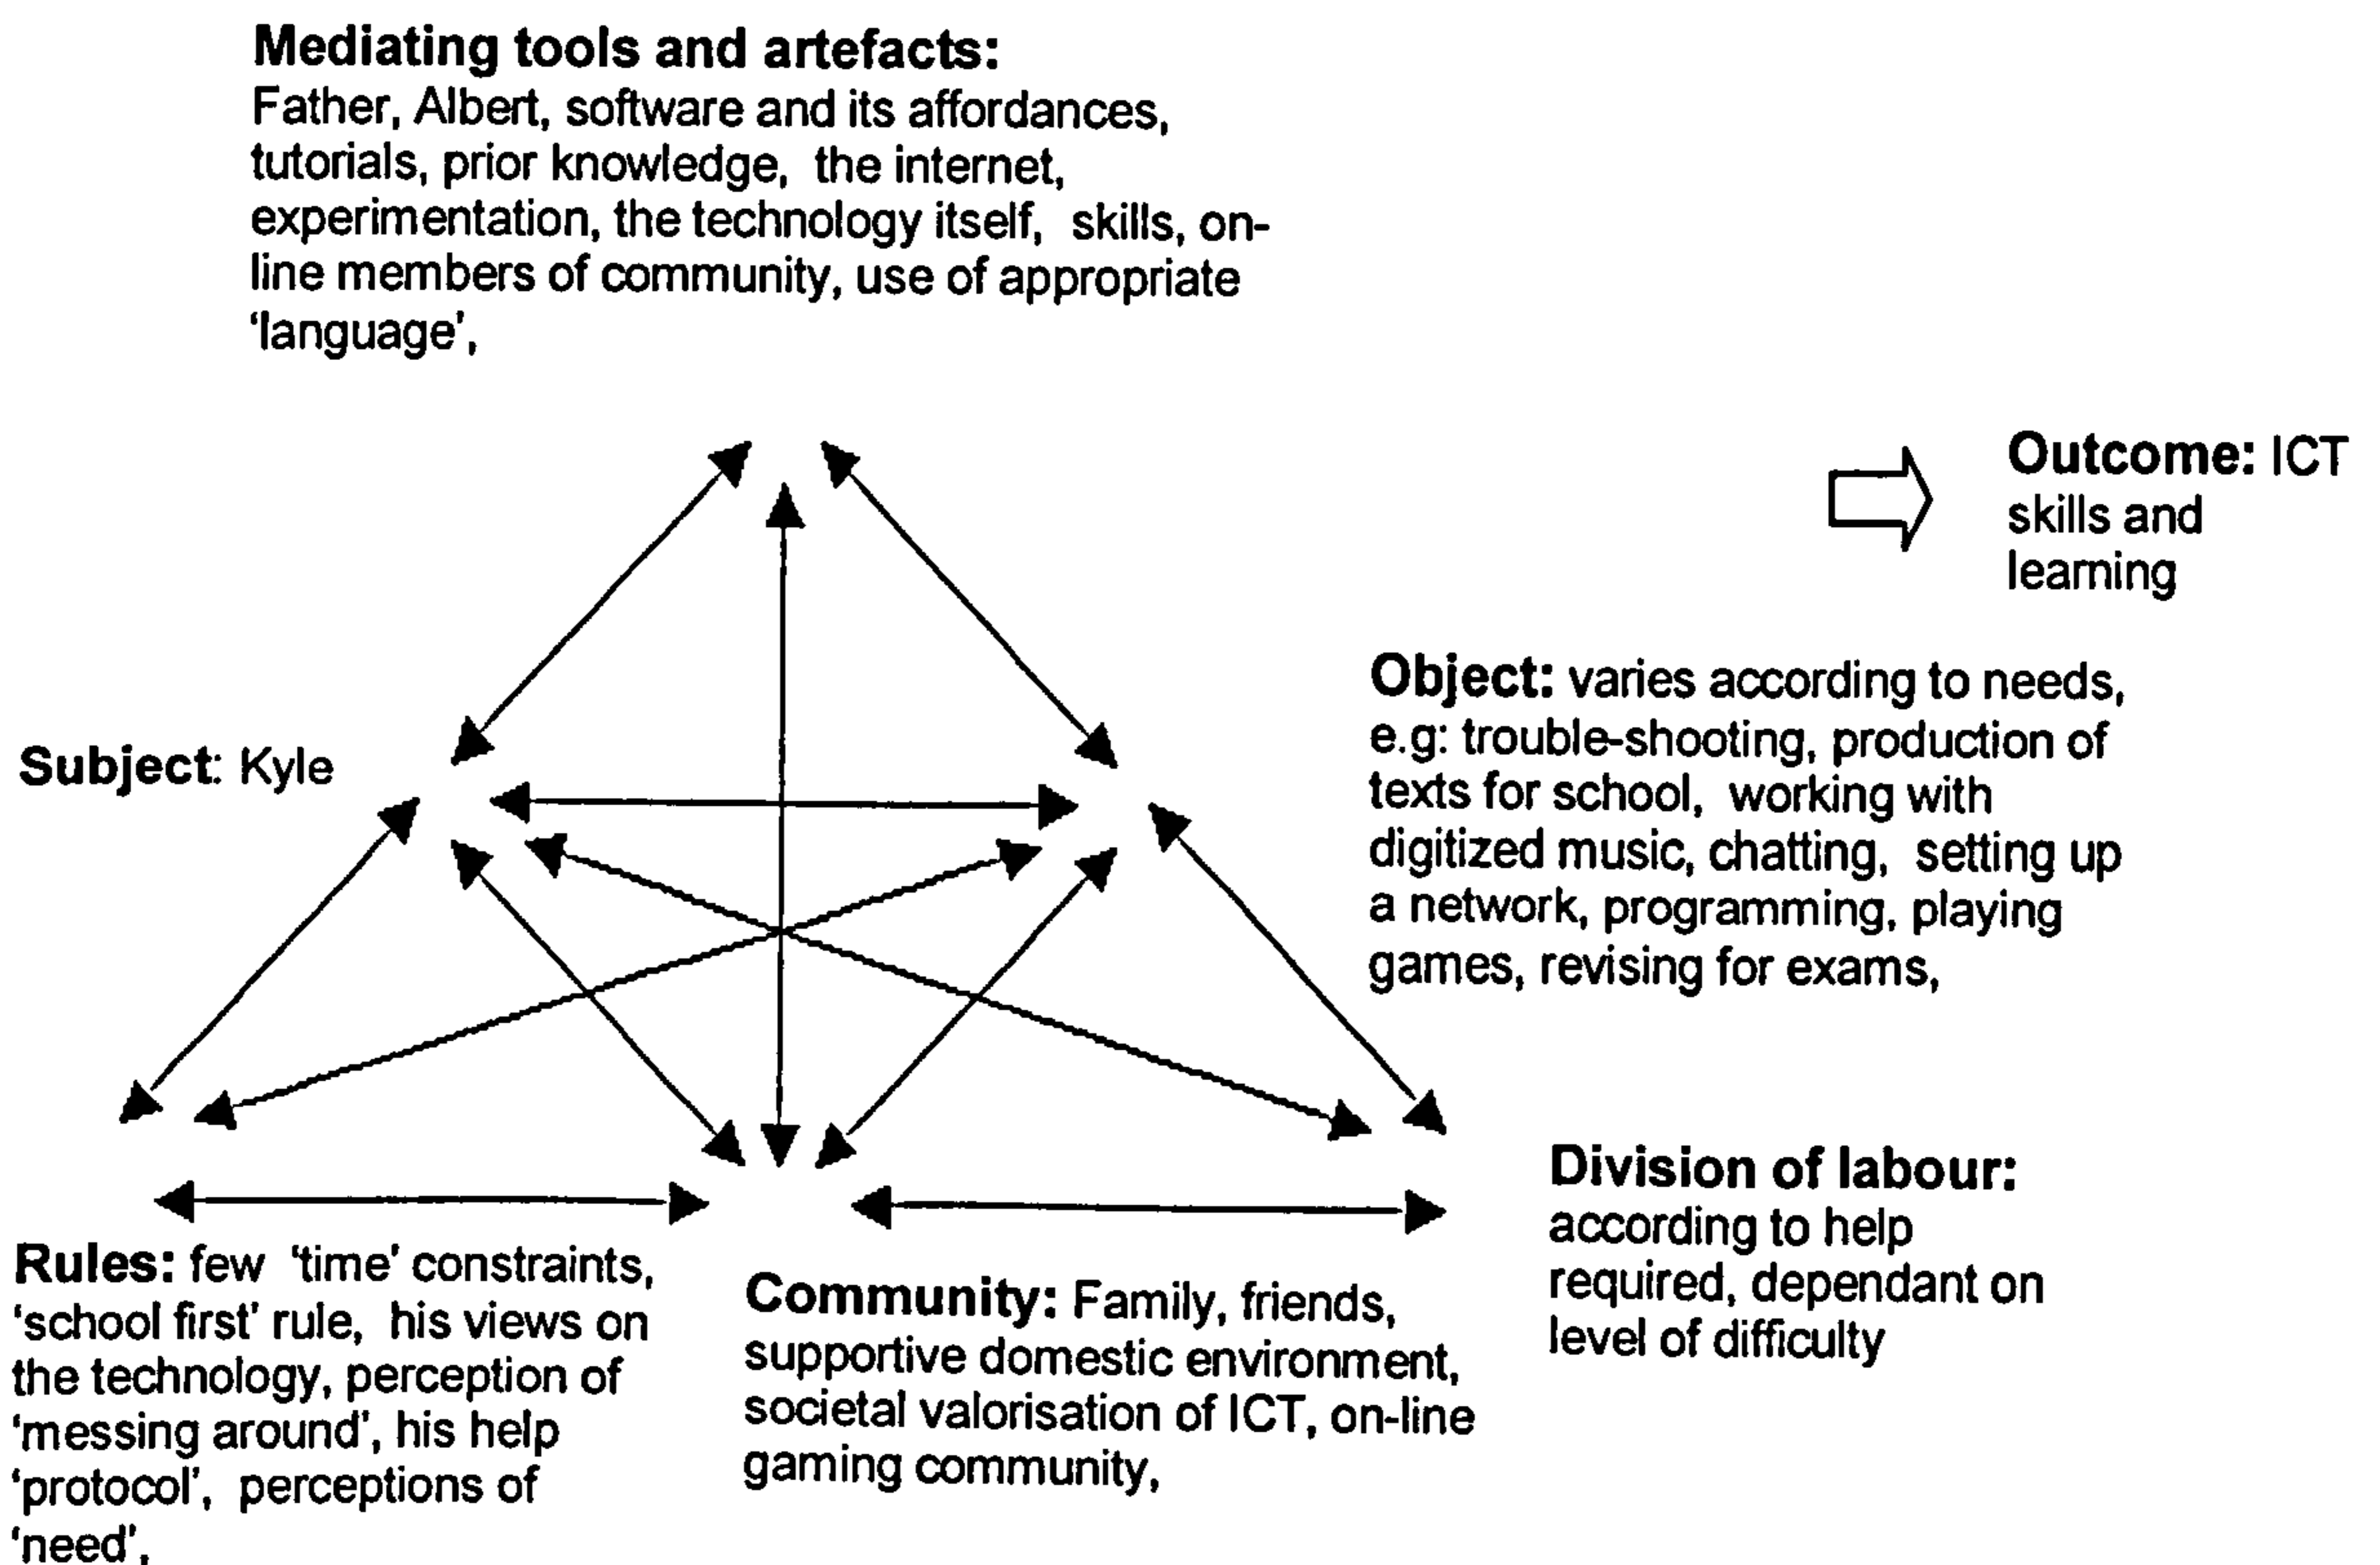 Mediating tools and artefacts:
Father, Albert, software and its affordances,
tutorials, prior knowledge, the internet,
experimentation, the technology itself, skills, on-
line members of community, use of appropriate
‘language’,
Outcome: ICT
skills and
learning
Object: varies according to needs,
e.g: trouble-shooting, production of
texts for school, working with
digitized music, chatting, setting up
a network, programming, playing
games, revising for exams,
Subject: Kyle
Division of labour:
according to help
required, dependant on
level of difficulty
Rules: few ‘time’ constraints,
‘school first’ rule, his views on
the technology, perception of
‘messing around’, his help
‘protocol’, perceptions of
‘need’,
Community: Family, friends,
supportive domestic environment,
societal valorisation of ICT, on-line
gaming community,